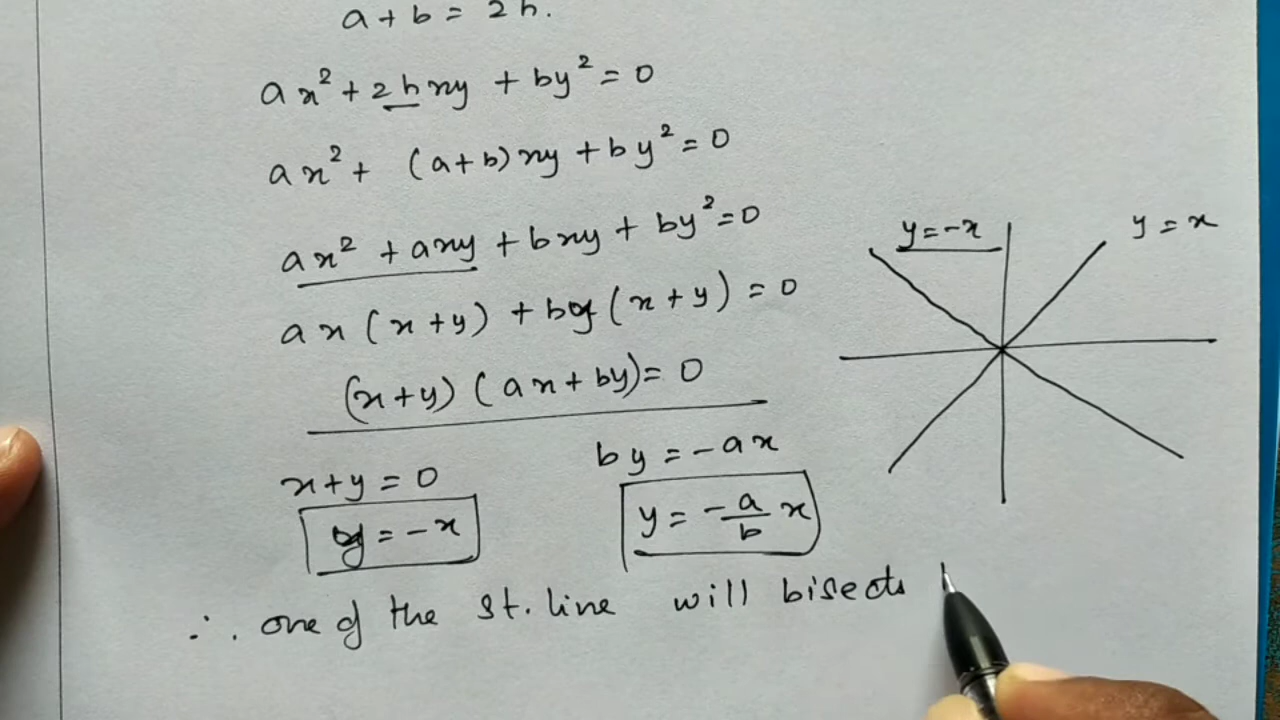 a + b = 2h.
ax² + 2hxy + by² = 0
ax² + (a+b)xy + by² = 0
ax² + axy + bxy + by² = 0
ax(x+y) + by(x+y) = 0
(x+y)(ax+by) = 0
x+y = 0
y = -x
by = -ax
y = -a/b x
∴ one of the st. line will bisects
y = -x
y = x